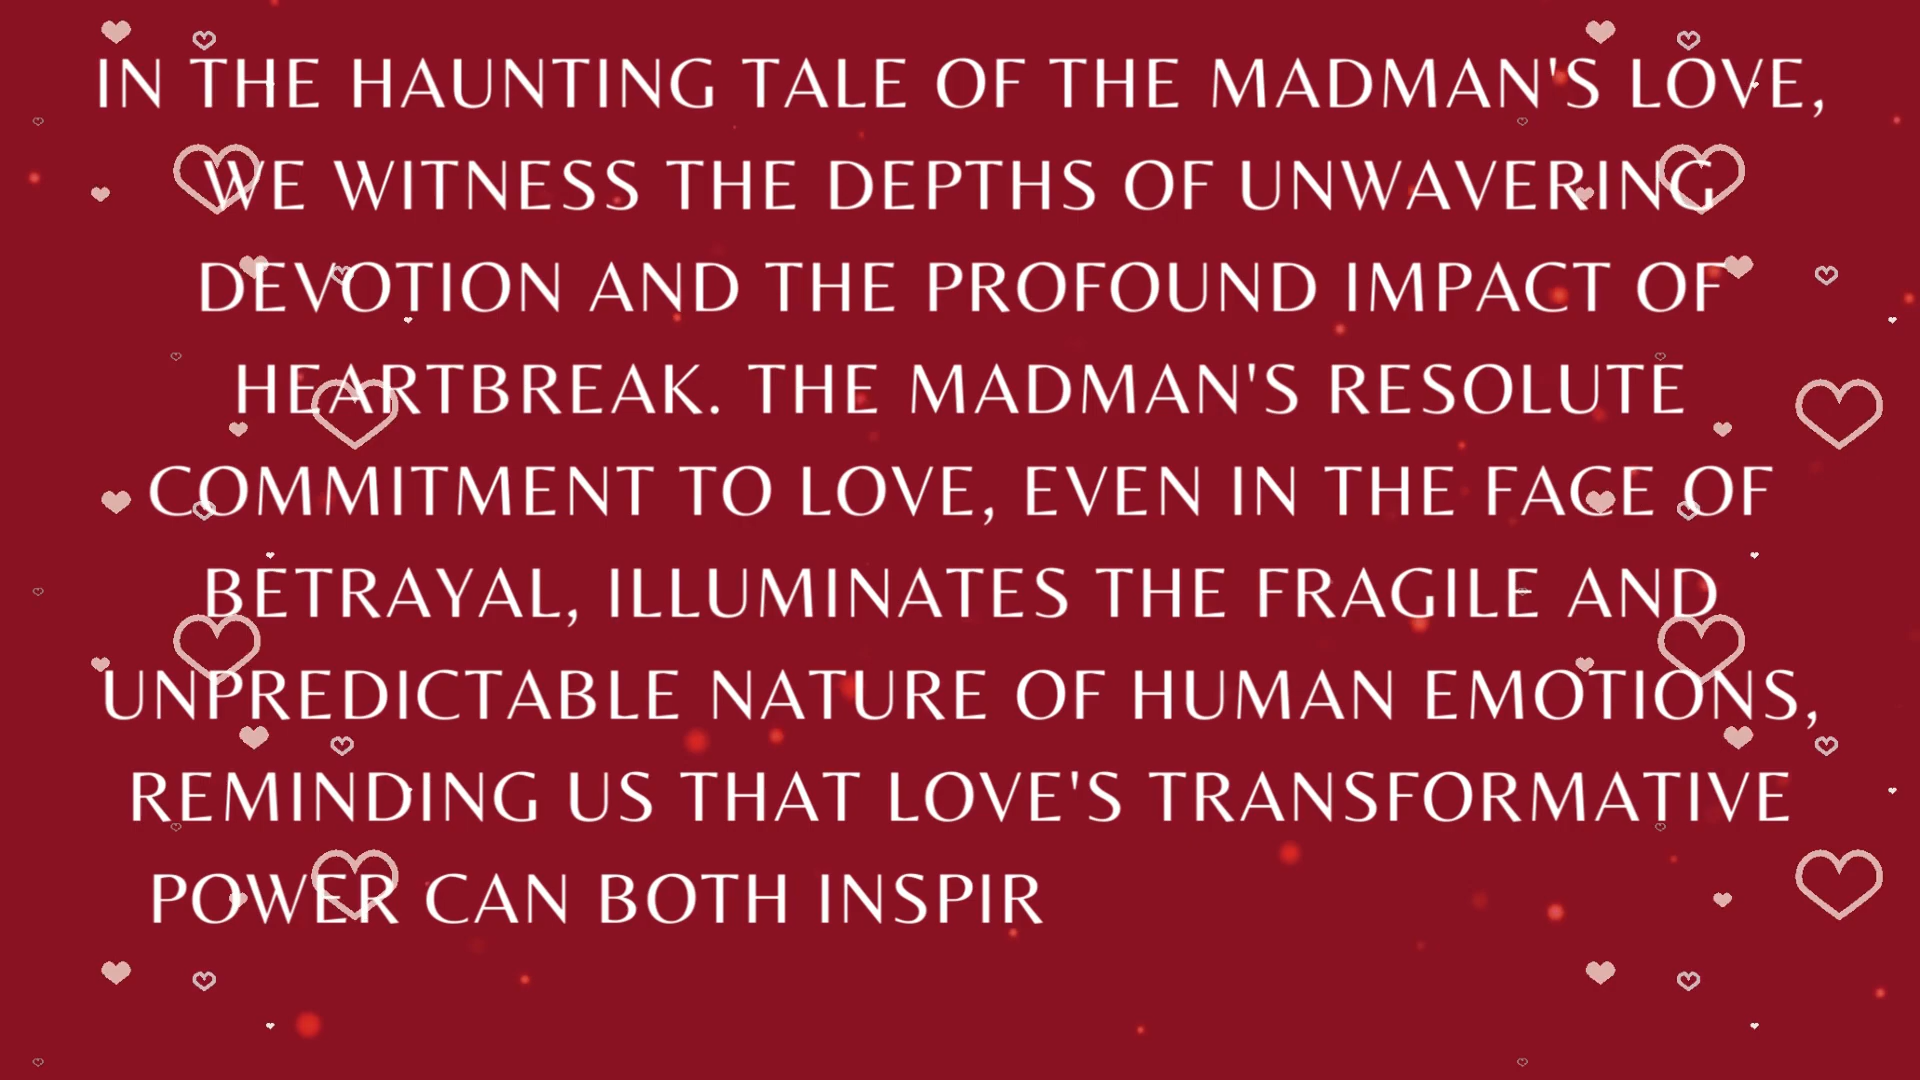 IN THE HAUNTING TALE OF THE MADMAN'S LOVE,
WE WITNESS THE DEPTHS OF UNWAVERING
DEVOTION AND THE PROFOUND IMPACT OF
HEARTBREAK. THE MADMAN'S RESOLUTE
COMMITMENT TO LOVE, EVEN IN THE FACE OF
BETRAYAL, ILLUMINATES THE FRAGILE AND
UNPREDICTABLE NATURE OF HUMAN EMOTIONS,
REMINDING US THAT LOVE'S TRANSFORMATIVE
POWER CAN BOTH INSPIR